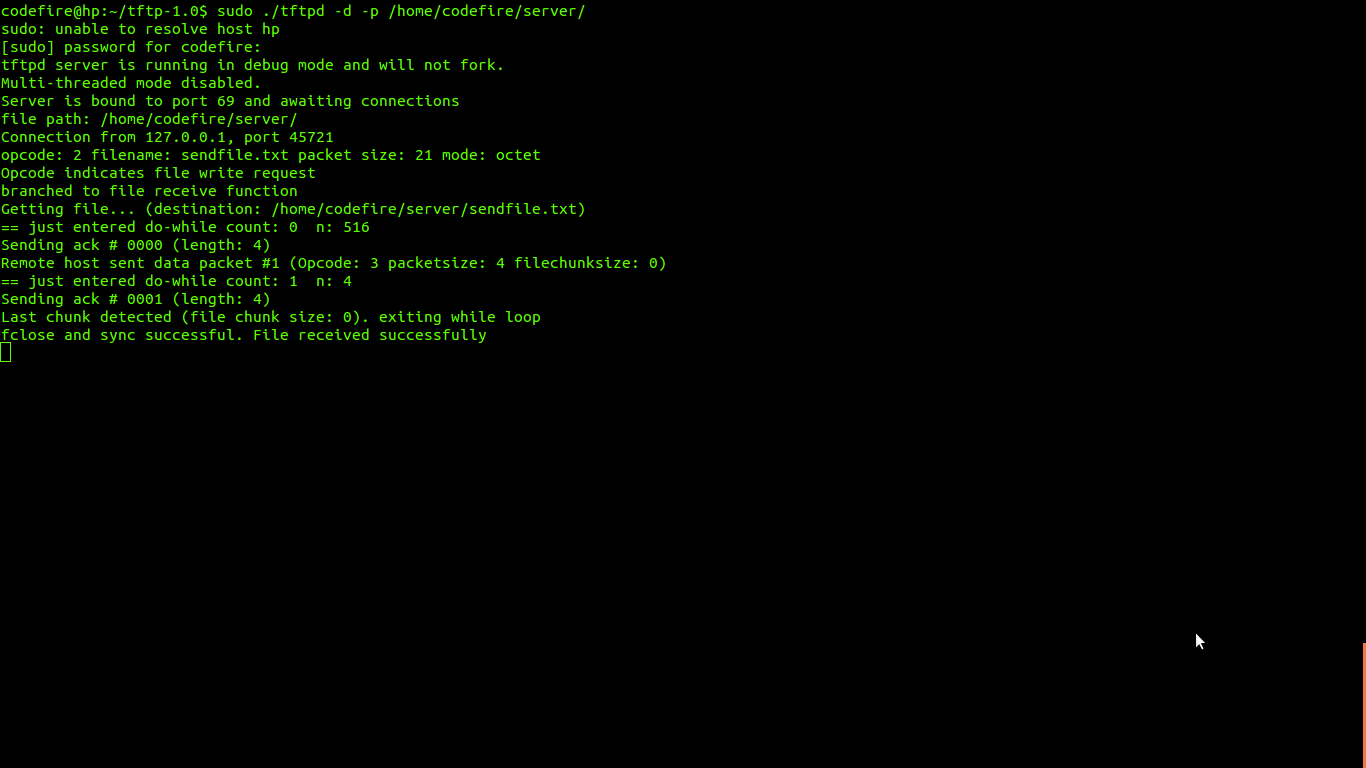 codefire@hp:~/tftp-1.0$ sudo ./tftpd -d -p /home/codefire/server/
sudo: unable to resolve host hp
[sudo] password for codefire:
tftpd server is running in debug mode and will not fork.
Multi-threaded mode disabled.
Server is bound to port 69 and awaiting connections
file path: /home/codefire/server/
Connection from 127.0.0.1, port 45721
opcode: 2 filename: sendfile.txt packet size: 21 mode: octet
Opcode indicates file write request
branched to file receive function
Getting file... (destination: /home/codefire/server/sendfile.txt)
== just entered do-while count: 0  n: 516
Sending ack # 0000 (length: 4)
Remote host sent data packet #1 (Opcode: 3 packetsize: 4 filechunksize: 0)
== just entered do-while count: 1  n: 4
Sending ack # 0001 (length: 4)
Last chunk detected (file chunk size: 0). exiting while loop
fclose and sync successful. File received successfully